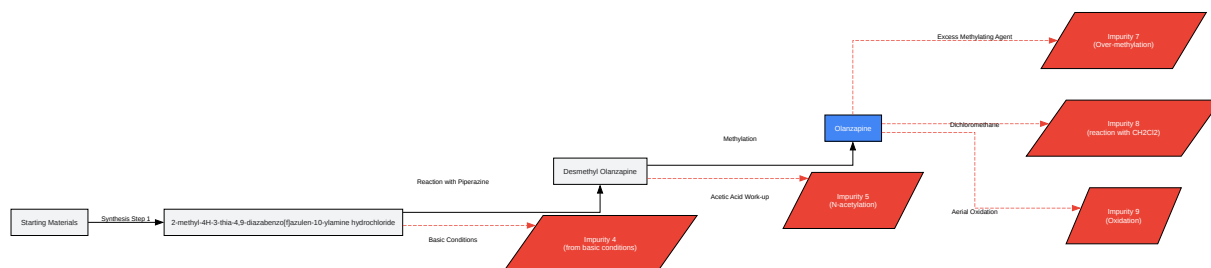 Starting Materials
Synthesis Step 1
2-methyl-4H-3-thia-4,9-diazabenzo[f]azulen-10-ylamine hydrochloride
Reaction with Piperazine
Basic Conditions
Impurity 4
(from basic conditions)
Desmethyl Olanzapine
Methylation
Acetic Acid Work-up
Impurity 5
(N-acetylation)
Olanzapine
Excess Methylating Agent
Impurity 7
(Over-methylation)
Dichloromethane
Impurity 8
(reaction with CH2Cl2)
Aerial Oxidation
Impurity 9
(Oxidation)